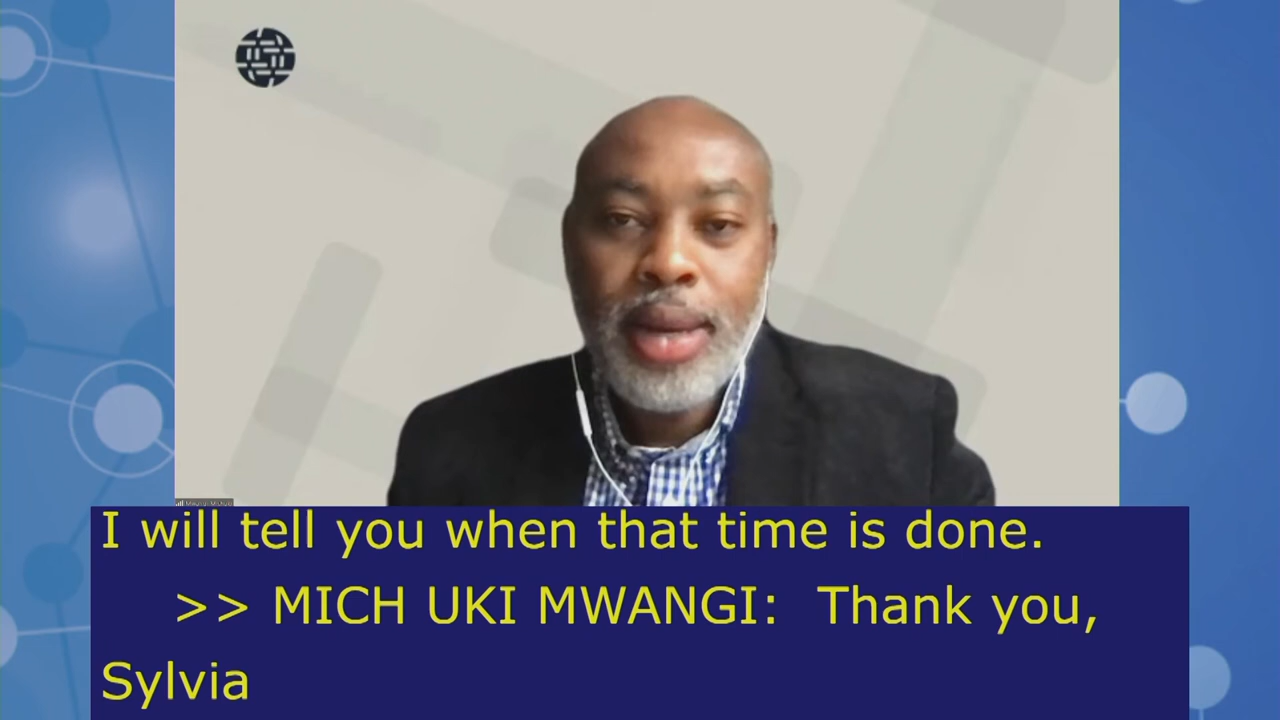 I will tell you when that time is done.
>> MICH UKI MWANGI:  Thank you,
Sylvia